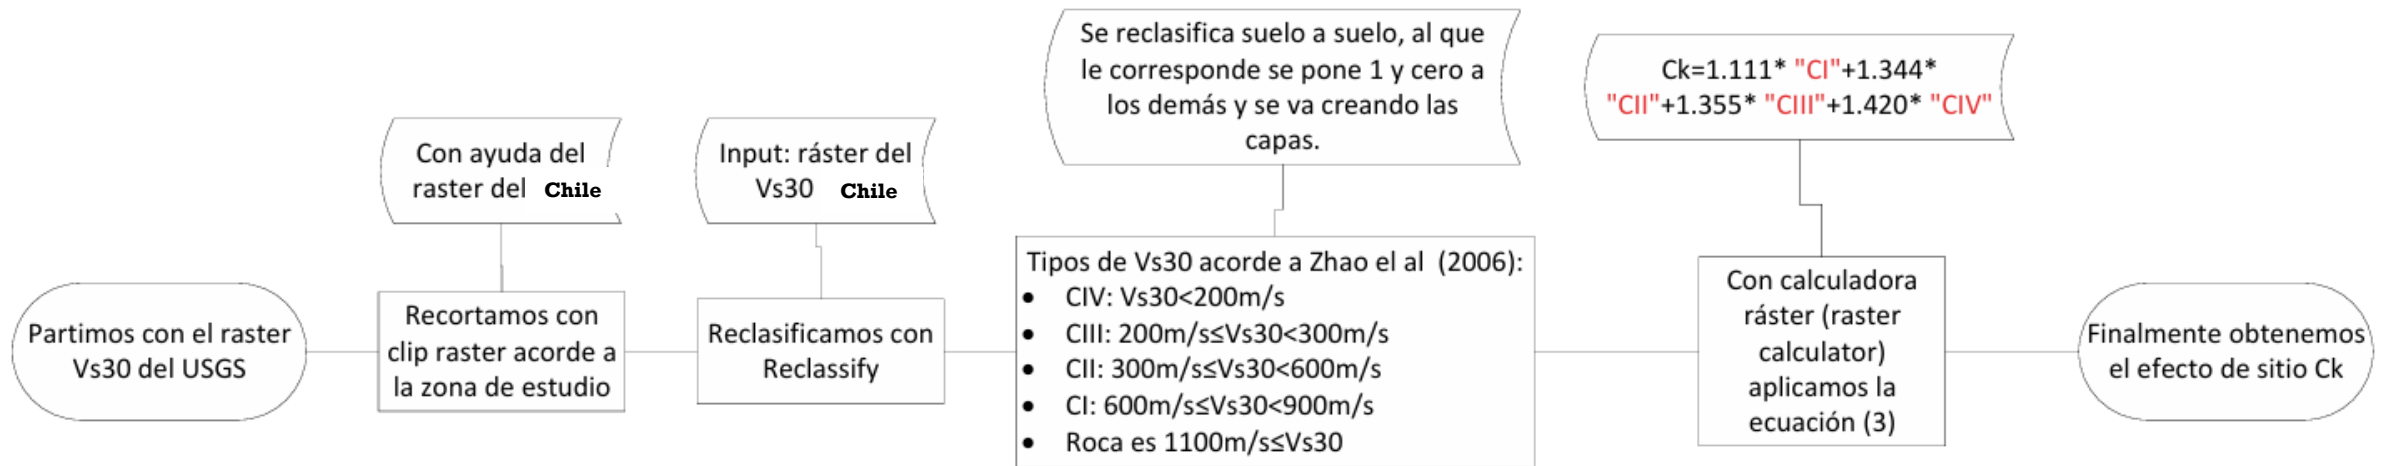 Partimos con el raster
Vs30 del USGS
Con ayuda del
raster del Chile
Recortamos con
clip raster acorde a
la zona de estudio
Input: ráster del
Vs30 Chile
Reclasificamos con
Reclassify
Se reclasifica suelo a suelo, al que
le corresponde se pone 1 y cero a
los demás y se va creando las
capas.
Tipos de Vs30 acorde a Zhao el al (2006):
• CIV: Vs30<200m/s
• CIII: 200m/s≤Vs30<300m/s
• CII: 300m/s≤Vs30<600m/s
• CI: 600m/s≤Vs30<900m/s
• Roca es 1100m/s≤Vs30
Ck=1.111* "CI"+1.344*
"CII"+1.355* "CIII"+1.420* "CIV"
Con calculadora
ráster (raster
calculator)
aplicamos la
ecuación (3)
Finalmente obtenemos
el efecto de sitio Ck